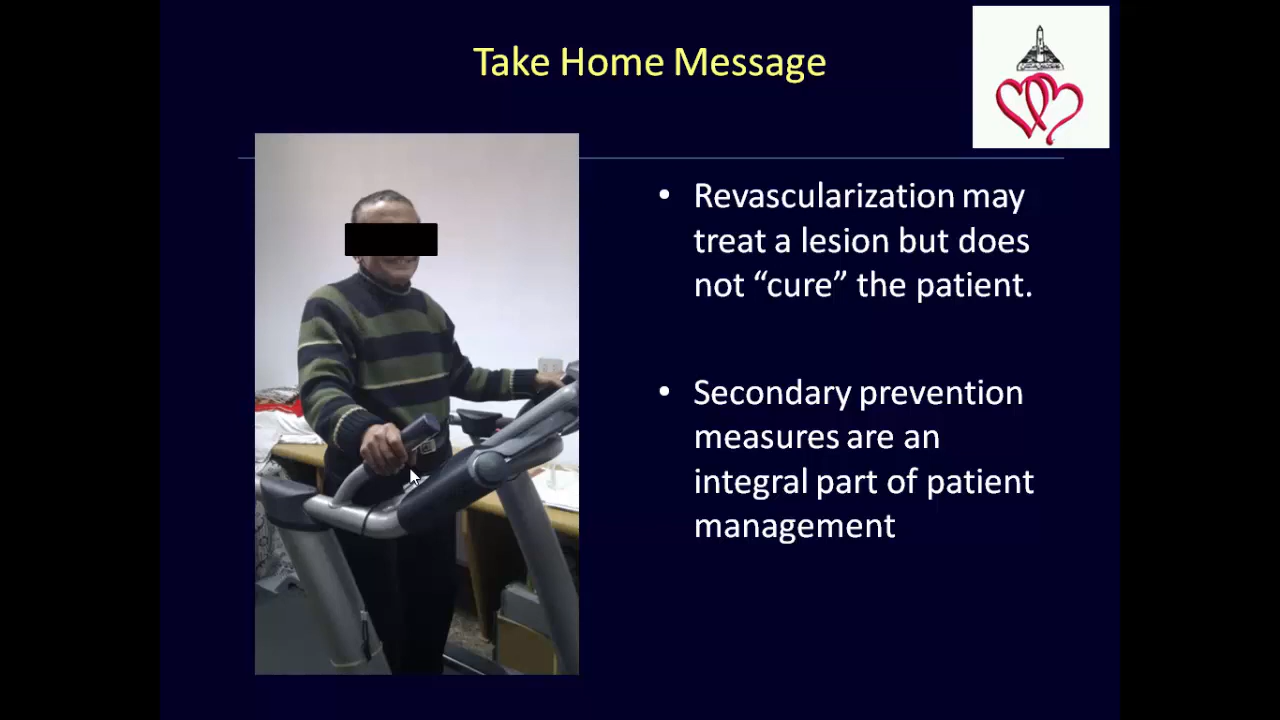 Take Home Message
• Revascularization may
treat a lesion but does
not “cure” the patient.
• Secondary prevention
measures are an
integral part of patient
management